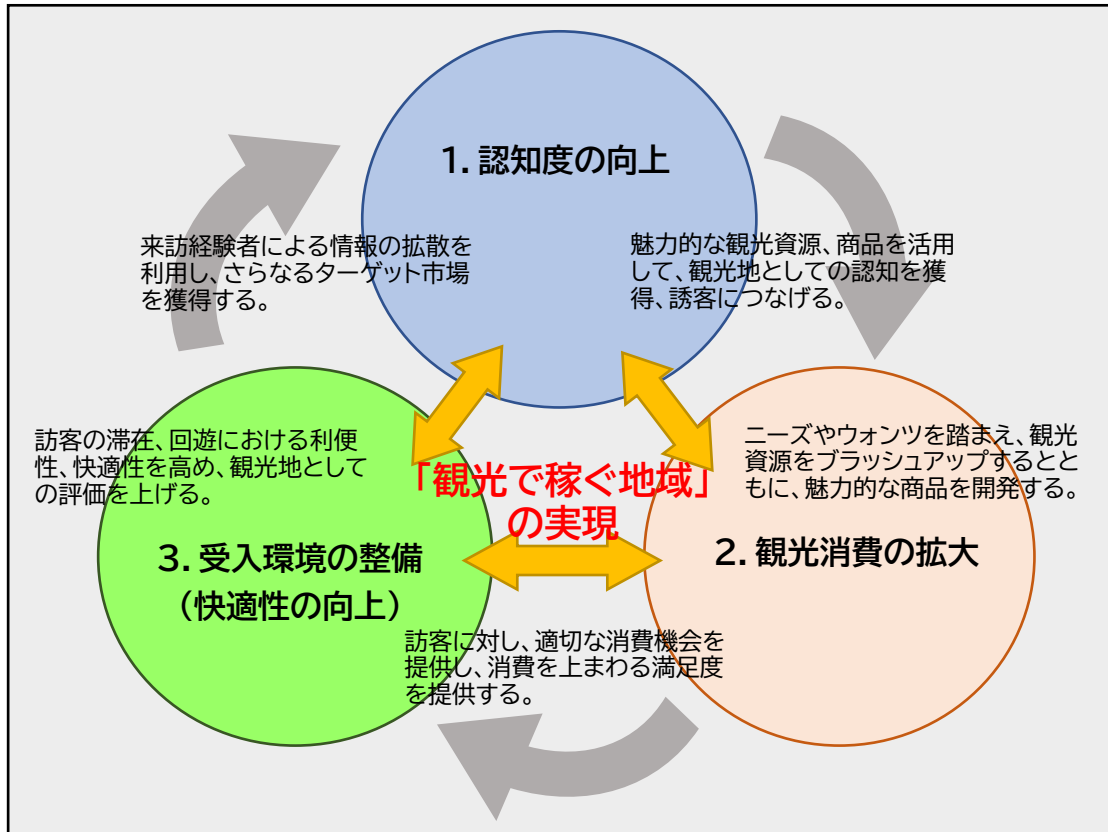 1. 認知度の向上
来訪経験者による情報の拡散を
利用し、さらなるターゲット市場
を獲得する。
魅力的な観光資源、商品を活用
して、観光地としての認知を獲
得、誘客につなげる。
訪客の滞在、回遊における利便
性、快適性を高め、観光地として
の評価を上げる。
「観光で稼ぐ地域」
の実現
ニーズやウォンツを踏まえ、観光
資源をブラッシュアップするとと
もに、魅力的な商品を開発する。
3. 受入環境の整備
（快適性の向上）
2. 観光消費の拡大
訪客に対し、適切な消費機会を
提供し、消費を上まわる満足度
を提供する。